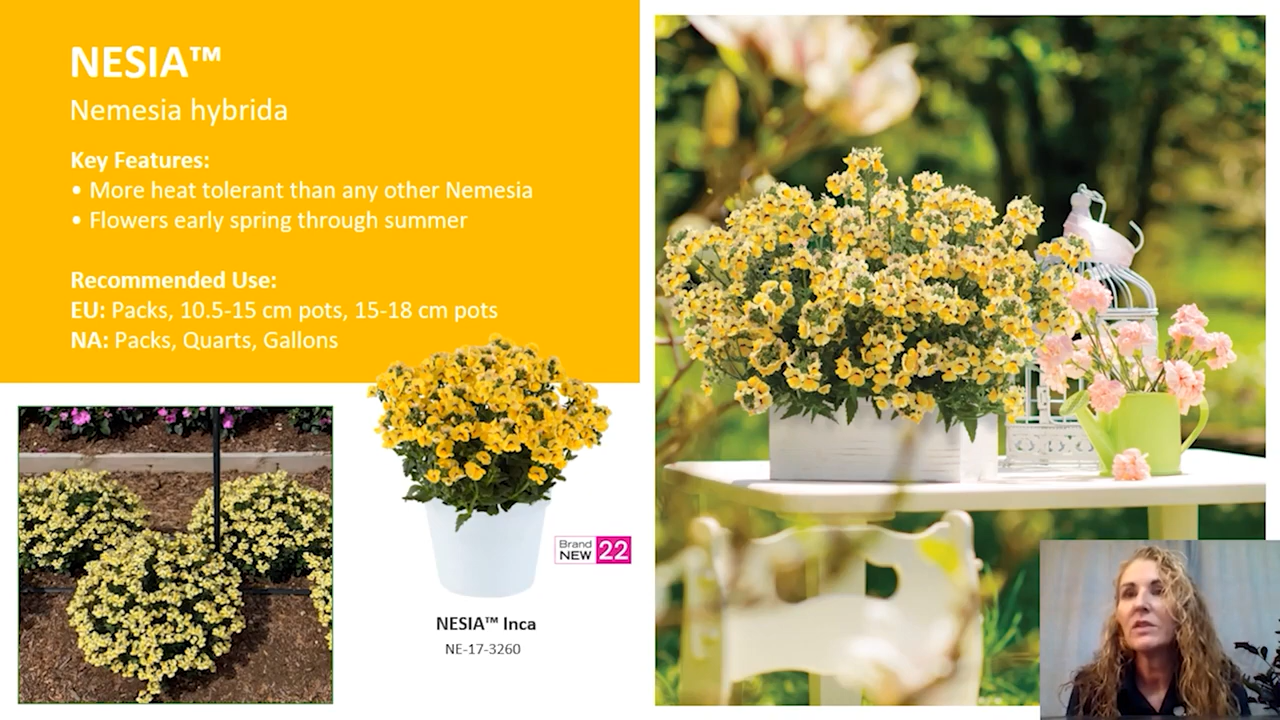 NESIA™
Nemesia hybrida
Key Features:
• More heat tolerant than any other Nemesia
• Flowers early spring through summer
Recommended Use:
EU: Packs, 10.5-15 cm pots, 15-18 cm pots
NA: Packs, Quarts, Gallons
Brand
NEW 22
NESIA™ Inca
NE-17-3260